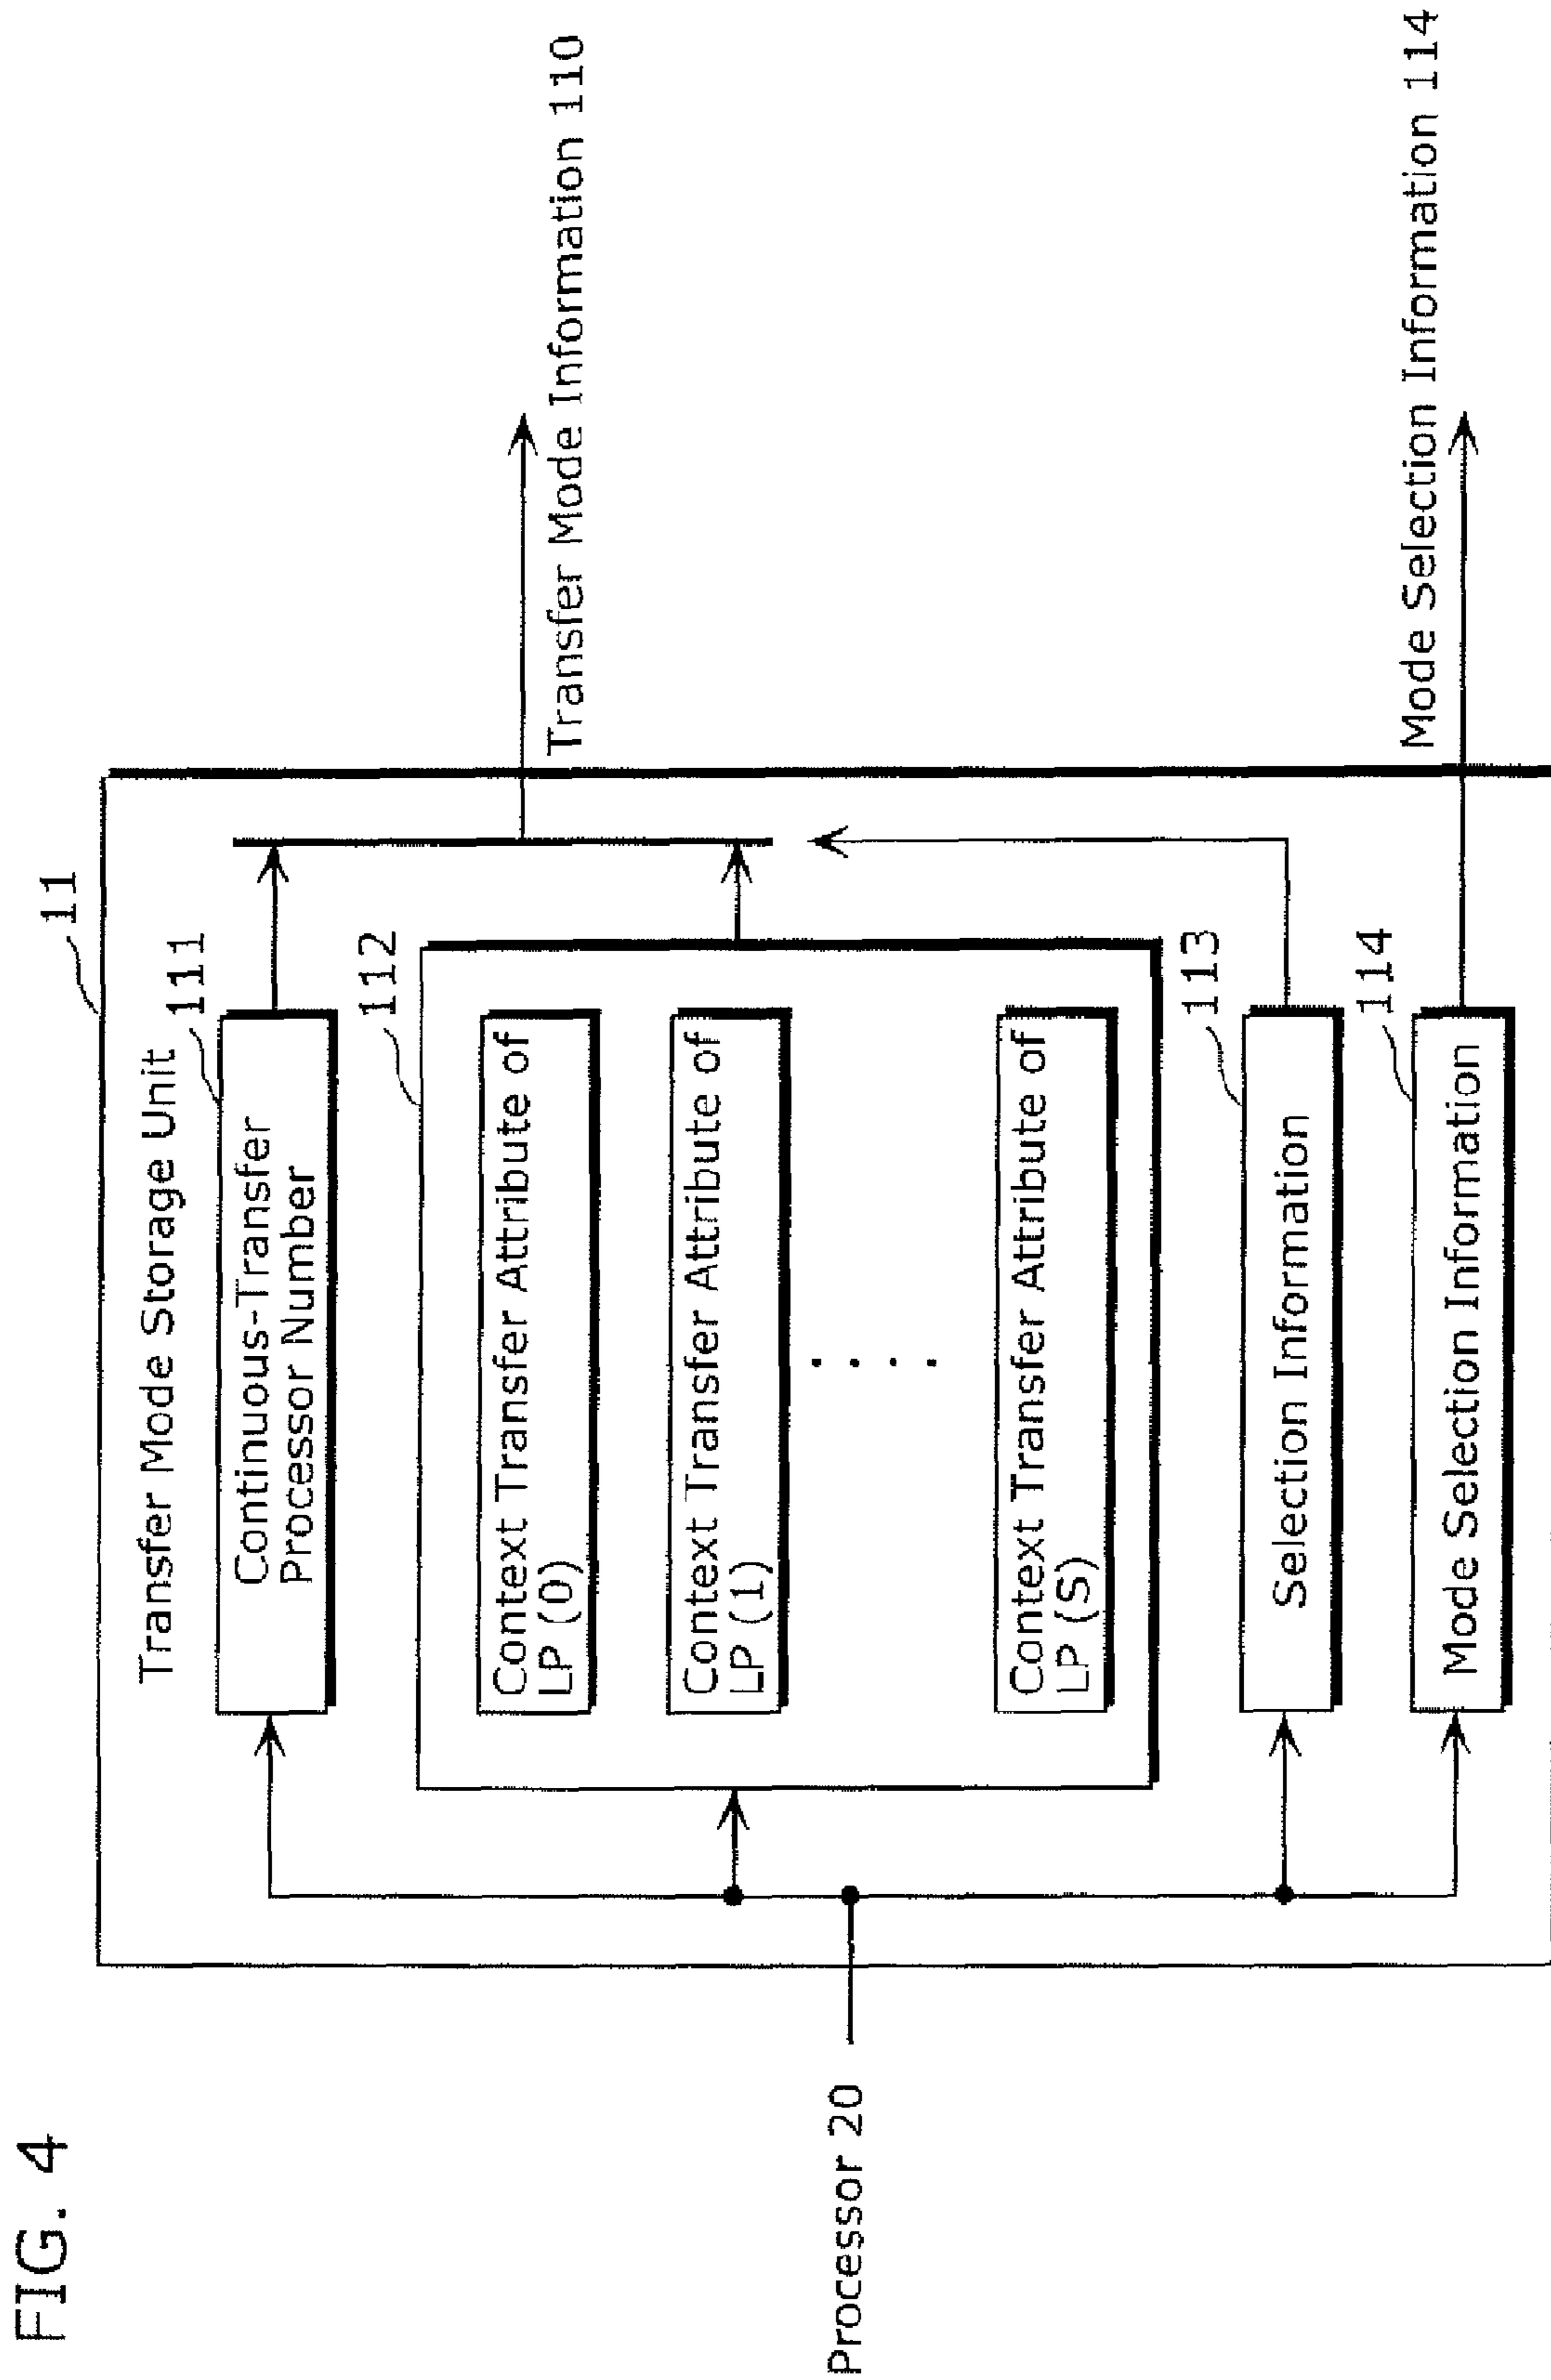 FIG. 4
11
Transfer Mode Storage Unit
111
Continuous-Transfer
Processor Number
112
Context Transfer Attribute of
LP (0)
Context Transfer Attribute of
LP (1)
. . . .
Context Transfer Attribute of
LP (S)
113
Selection Information
114
Mode Selection Information
Processor 20
Transfer Mode Information 110
Mode Selection Information 114